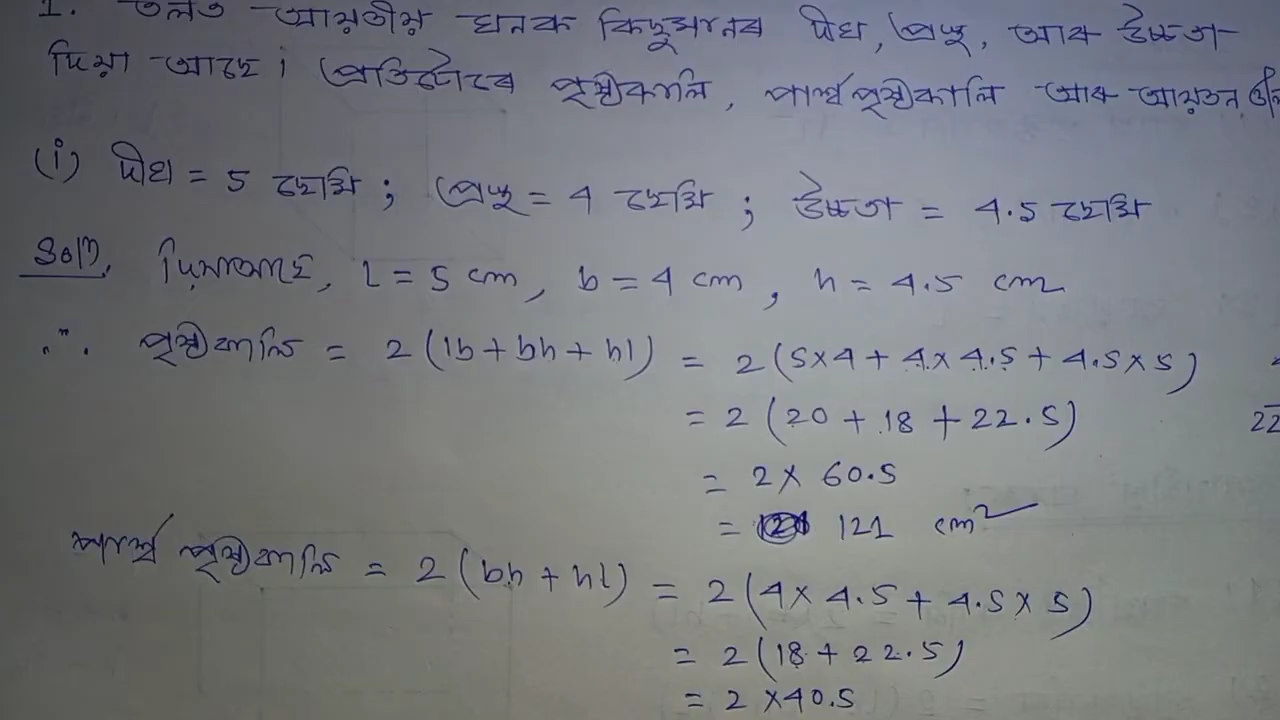 1. তলত আয়তীয় ঘনক কিছুমানৰ দীঘ, প্ৰস্থ, আৰু উচ্চতা
দিয়া আছে। প্ৰতিটোৰে পৃষ্ঠকালি, পাৰ্শ্বপৃষ্ঠকালি আৰু আয়তন
(i) দীঘ = 5 ছেমি ; প্ৰস্থ = 4 ছেমি ; উচ্চতা = 4.5 ছেমি
Soln, দিয়াআছে, l = 5 cm, b = 4 cm, h = 4.5 cm
∴ পৃষ্ঠকালি = 2 (lb + bh + hl) = 2 (5×4 + 4×4.5 + 4.5×5)
= 2 (20 + 18 + 22.5)
22
= 2 × 60.5
= 121 cm²
পাৰ্শ্ব পৃষ্ঠকালি = 2 (bh + hl) = 2 (4 × 4.5 + 4.5 × 5)
= 2 (18 + 22.5)
= 2 × 40.5